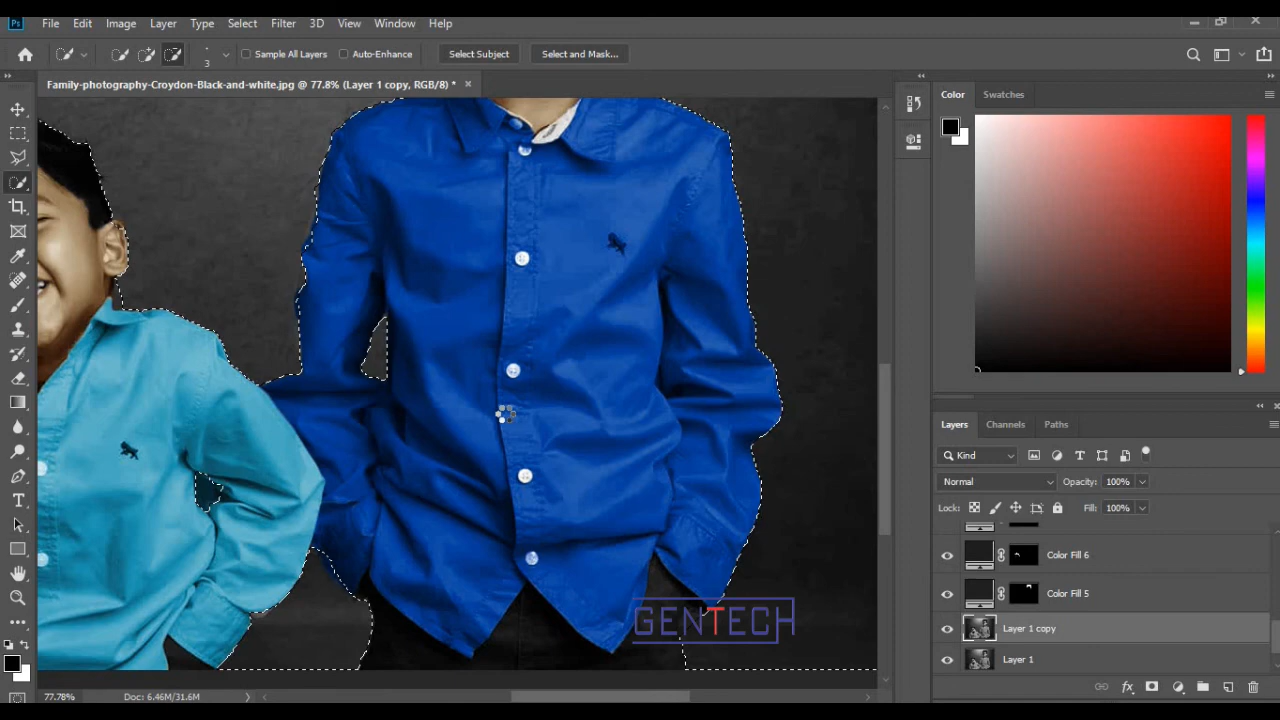 Ps File Edit Image Layer Type Select Filter 3D View Window Help
3 Sample All Layers Auto-Enhance Select Subject Select and Mask...
Family-photography-Croydon-Black-and-white.jpg @ 77.8% (Layer 1 copy, RGB/8) * ×
Color Swatches
Layers Channels Paths
Kind
Normal Opacity: 100%
Lock: Fill: 100%
Color Fill 6
Color Fill 5
Layer 1 copy
Layer 1
GENTECH
77.78% Doc: 6.46M/31.6M